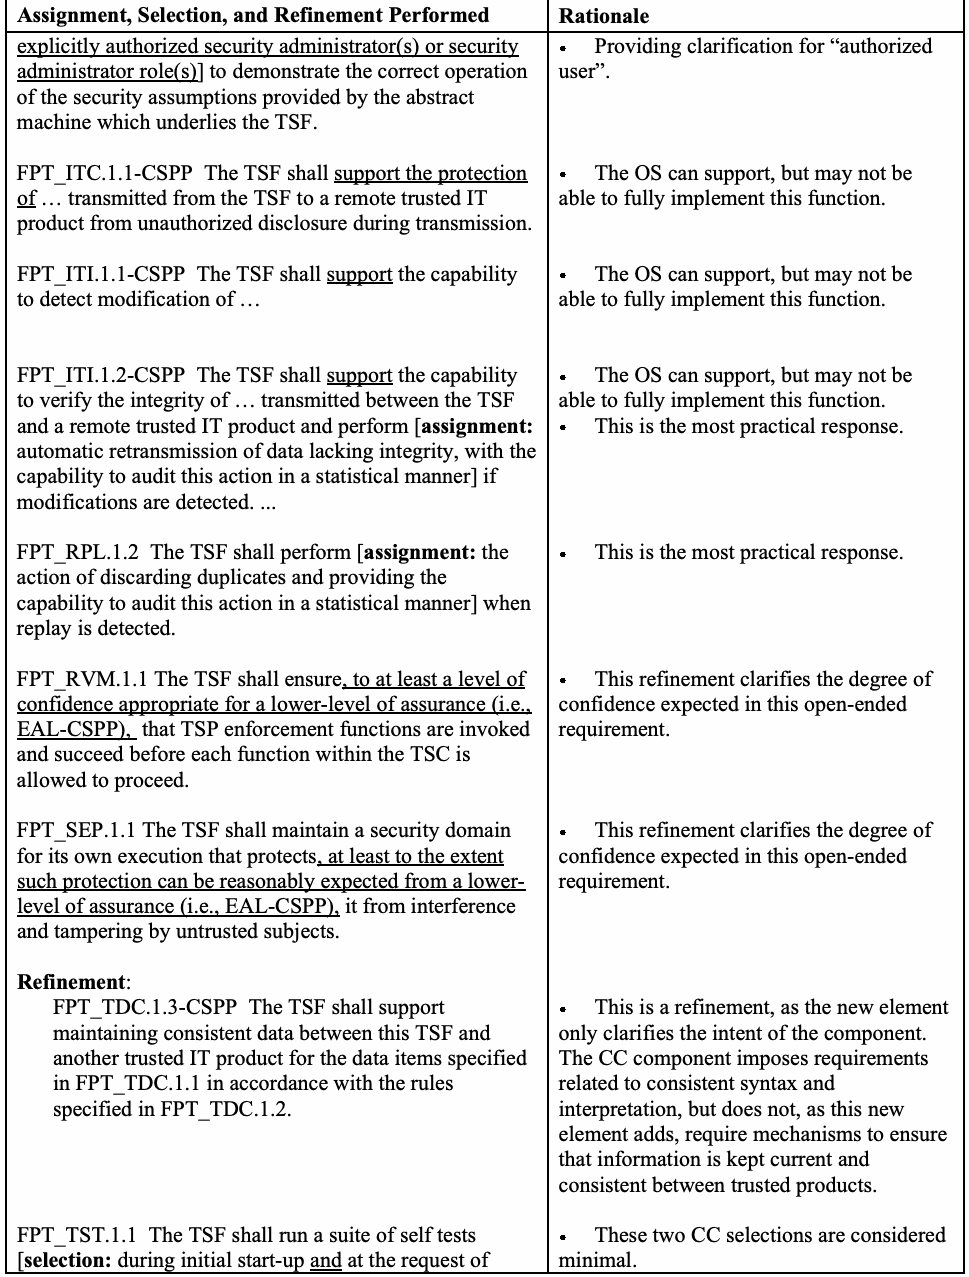 Assignment, Selection, and Refinement Performed
Rationale
explicitly authorized security administrator(s) or security
administrator role(s)] to demonstrate the correct operation
of the security assumptions provided by the abstract
machine which underlies the TSF.
• Providing clarification for “authorized
user”.
FPT_ITC.1.1-CSPP The TSF shall support the protection
of … transmitted from the TSF to a remote trusted IT
product from unauthorized disclosure during transmission.
• The OS can support, but may not be
able to fully implement this function.
FPT_ITI.1.1-CSPP The TSF shall support the capability
to detect modification of …
• The OS can support, but may not be
able to fully implement this function.
FPT_ITI.1.2-CSPP The TSF shall support the capability
to verify the integrity of … transmitted between the TSF
and a remote trusted IT product and perform [assignment:
automatic retransmission of data lacking integrity, with the
capability to audit this action in a statistical manner] if
modifications are detected. ...
• The OS can support, but may not be
able to fully implement this function.
• This is the most practical response.
FPT_RPL.1.2 The TSF shall perform [assignment: the
action of discarding duplicates and providing the
capability to audit this action in a statistical manner] when
replay is detected.
• This is the most practical response.
FPT_RVM.1.1 The TSF shall ensure, to at least a level of
confidence appropriate for a lower-level of assurance (i.e.,
EAL-CSPP), that TSP enforcement functions are invoked
and succeed before each function within the TSC is
allowed to proceed.
• This refinement clarifies the degree of
confidence expected in this open-ended
requirement.
FPT_SEP.1.1 The TSF shall maintain a security domain
for its own execution that protects, at least to the extent
such protection can be reasonably expected from a lower-
level of assurance (i.e., EAL-CSPP), it from interference
and tampering by untrusted subjects.
• This refinement clarifies the degree of
confidence expected in this open-ended
requirement.
Refinement:
FPT_TDC.1.3-CSPP The TSF shall support
maintaining consistent data between this TSF and
another trusted IT product for the data items specified
in FPT_TDC.1.1 in accordance with the rules
specified in FPT_TDC.1.2.
• This is a refinement, as the new element
only clarifies the intent of the component.
The CC component imposes requirements
related to consistent syntax and
interpretation, but does not, as this new
element adds, require mechanisms to ensure
that information is kept current and
consistent between trusted products.
FPT_TST.1.1 The TSF shall run a suite of self tests
[selection: during initial start-up and at the request of
• These two CC selections are considered
minimal.